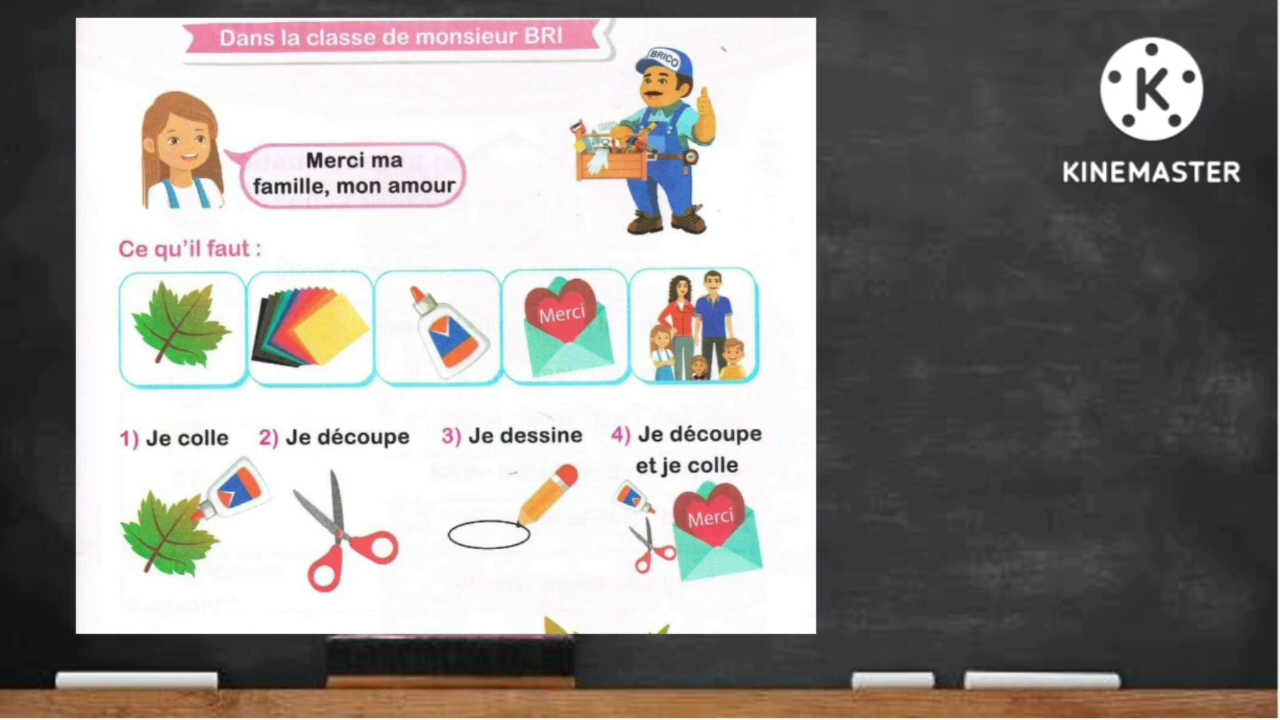 Dans la classe de monsieur BRI
BRICO
Merci ma
famille, mon amour
Ce qu'il faut :
Merci
1) Je colle 2) Je découpe 3) Je dessine 4) Je découpe
et je colle
Merci
K
KINEMASTER